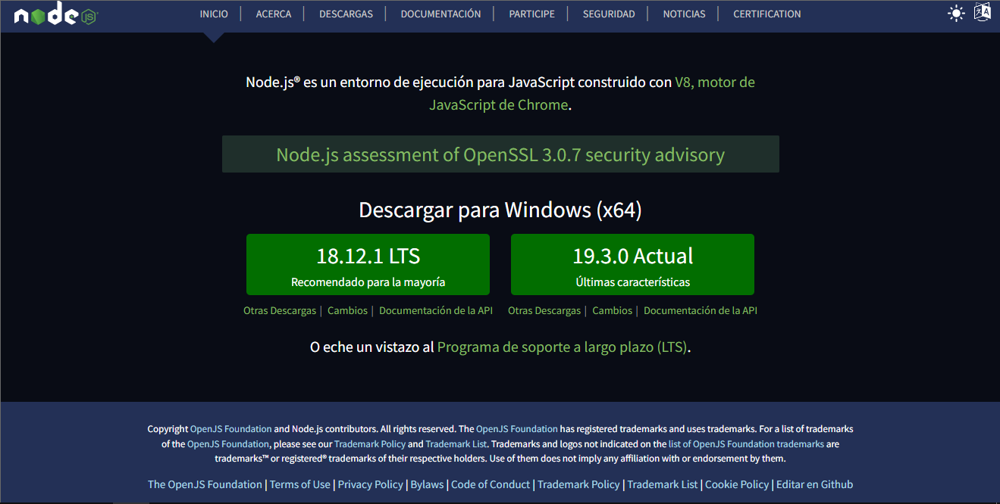 node JS
INICIO | ACERCA | DESCARGAS | DOCUMENTACIÓN | PARTICIPE | SEGURIDAD | NOTICIAS | CERTIFICATION
Node.js® es un entorno de ejecución para JavaScript construido con V8, motor de
JavaScript de Chrome.
Node.js assessment of OpenSSL 3.0.7 security advisory
Descargar para Windows (x64)
18.12.1 LTS
Recomendado para la mayoría
Otras Descargas | Cambios | Documentación de la API
19.3.0 Actual
Últimas características
Otras Descargas | Cambios | Documentación de la API
O eche un vistazo al Programa de soporte a largo plazo (LTS).
Copyright OpenJS Foundation and Node.js contributors. All rights reserved. The OpenJS Foundation has registered trademarks and uses trademarks. For a list of trademarks
of the OpenJS Foundation, please see our Trademark Policy and Trademark List. Trademarks and logos not indicated on the list of OpenJS Foundation trademarks are
trademarks™ or registered® trademarks of their respective holders. Use of them does not imply any affiliation with or endorsement by them.
The OpenJS Foundation | Terms of Use | Privacy Policy | Bylaws | Code of Conduct | Trademark Policy | Trademark List | Cookie Policy | Editar en Github